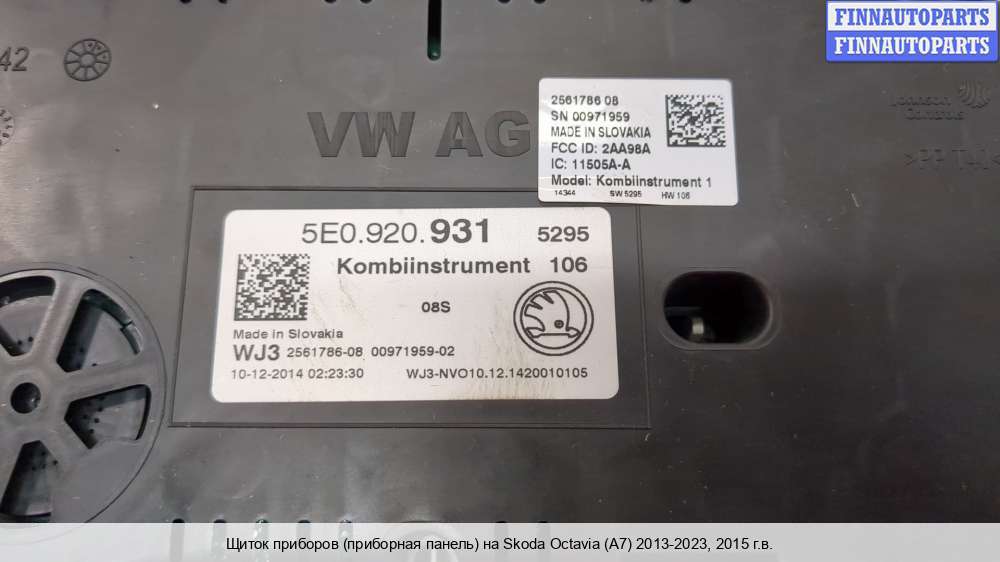 FINNAUTOPARTS
FINNAUTOPARTS
42
VW AG
2561786 08
SN 00971959
MADE IN SLOVAKIA
FCC ID: 2AA98A
IC: 11505A-A
Model: Kombiinstrument 1
14344 SW 5295 HW 106
Johnson
Controls
5E0.920.931 5295
Kombiinstrument 106
08S
Made in Slovakia
WJ3 2561786-08 00971959-02
10-12-2014 02:23:30 WJ3-NVO10.12.1420010105
Щиток приборов (приборная панель) на Skoda Octavia (A7) 2013-2023, 2015 г.в.